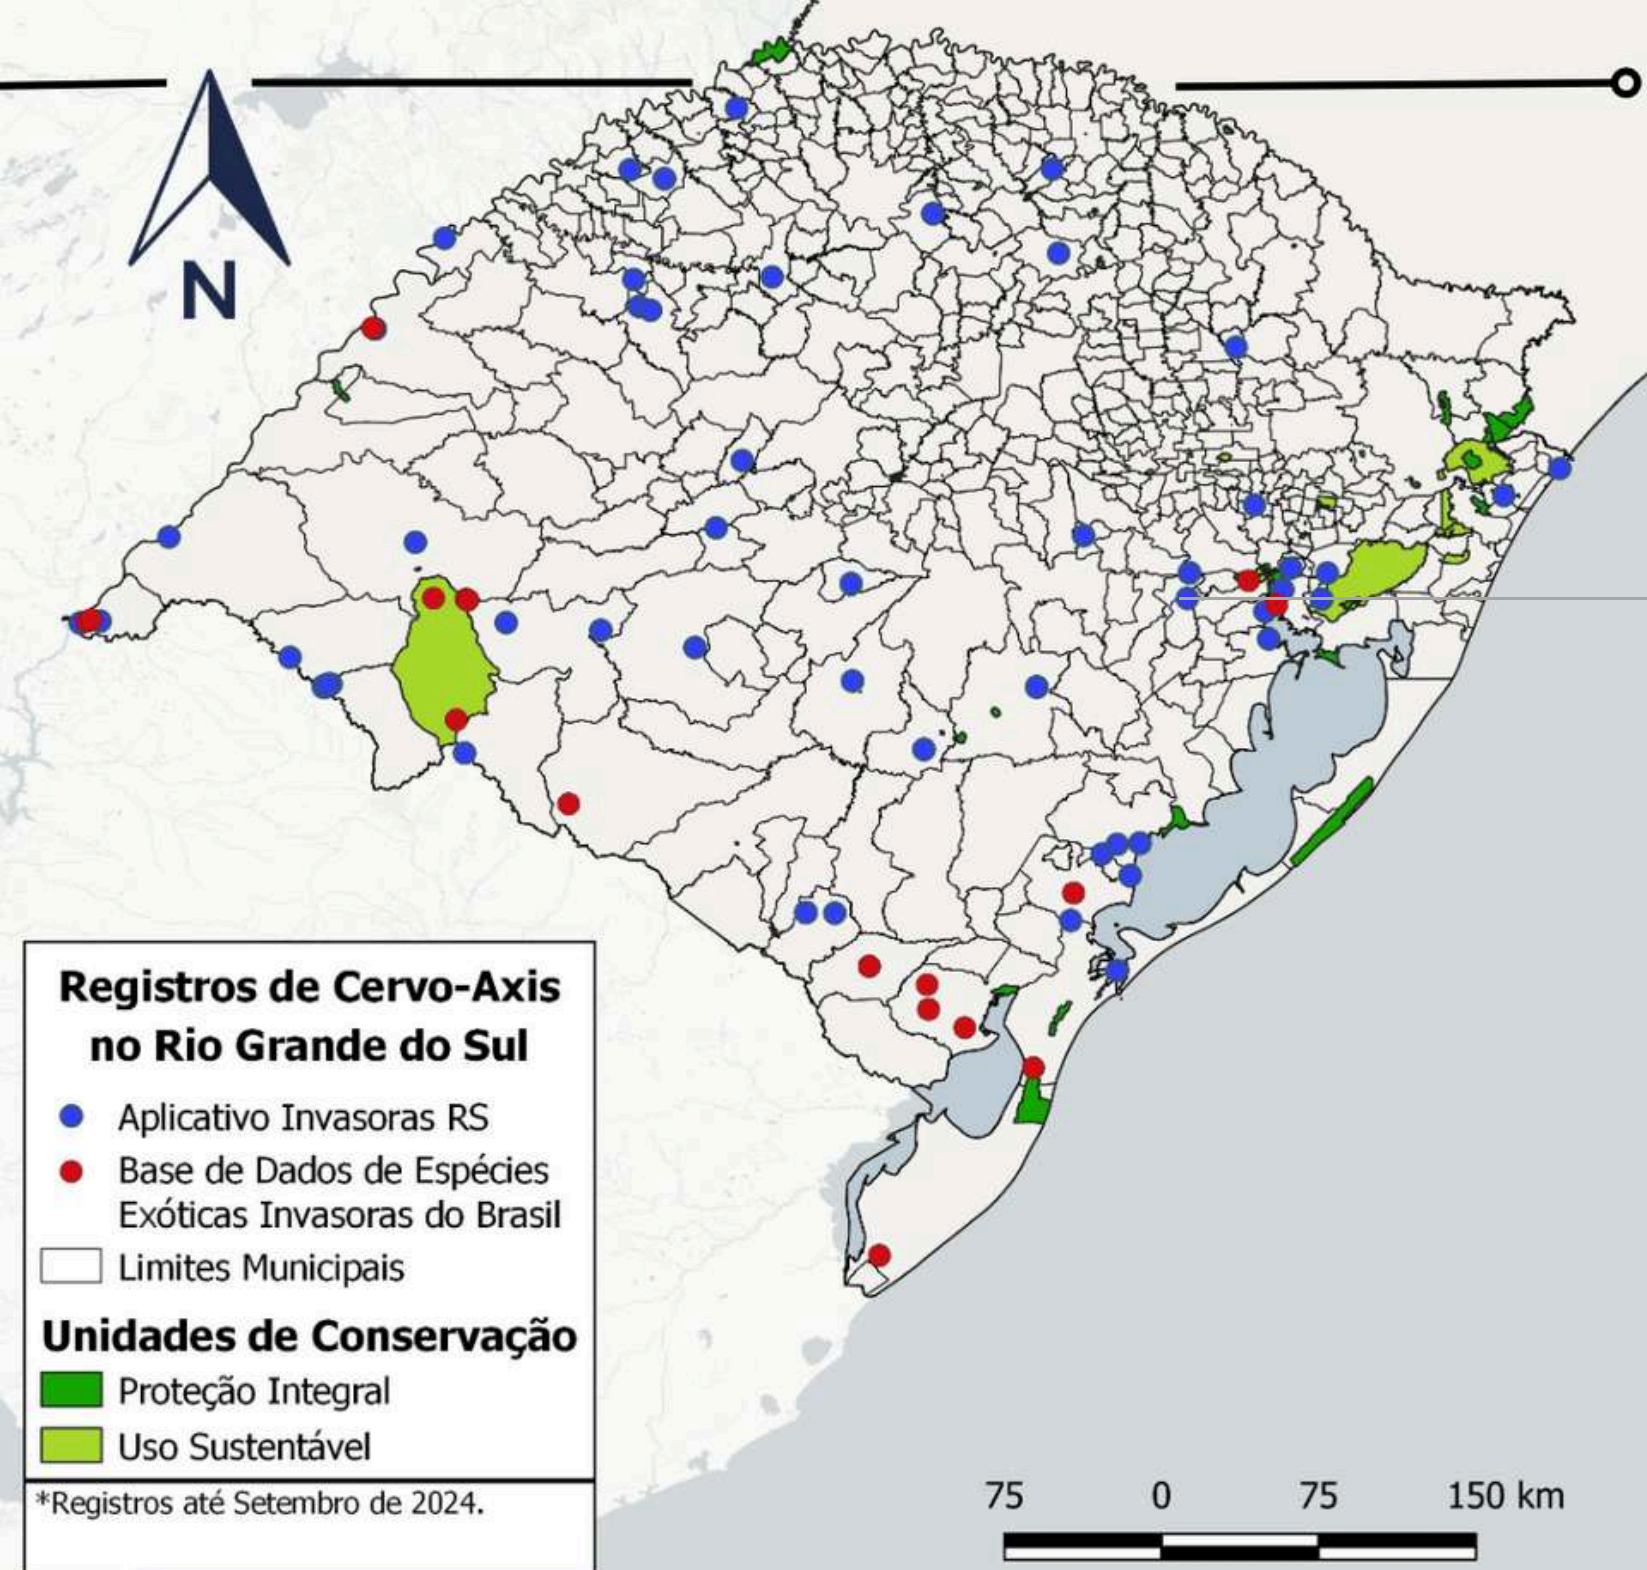 N
Registros de Cervo-Axis
no Rio Grande do Sul
Aplicativo Invasoras RS
Base de Dados de Espécies
Exóticas Invasoras do Brasil
Limites Municipais
Unidades de Conservação
Proteção Integral
Uso Sustentável
*Registros até Setembro de 2024.
75 0 75 150 km